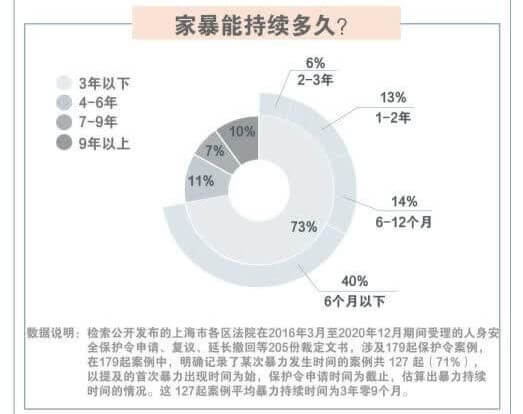 家暴能持续多久?
3年以下
4-6年
7-9年
9年以上
6%
2-3年
13%
1-2年
10%
7%
11%
14%
6-12个月
73%
40%
6个月以下
数据说明：检索公开发布的上海市各区法院在2016年3月至2020年12月期间受理的人身安
全保护令申请、复议、延长撤回等205份裁定文书，涉及179起保护令案例，
在179起案例中，明确记录了某次暴力发生时间的案例共 127 起（71%），
以提及的首次暴力出现时间为始，保护令申请时间为截止，估算出暴力持续
时间的情况。这 127起案例平均暴力持续时间为3年零9个月。